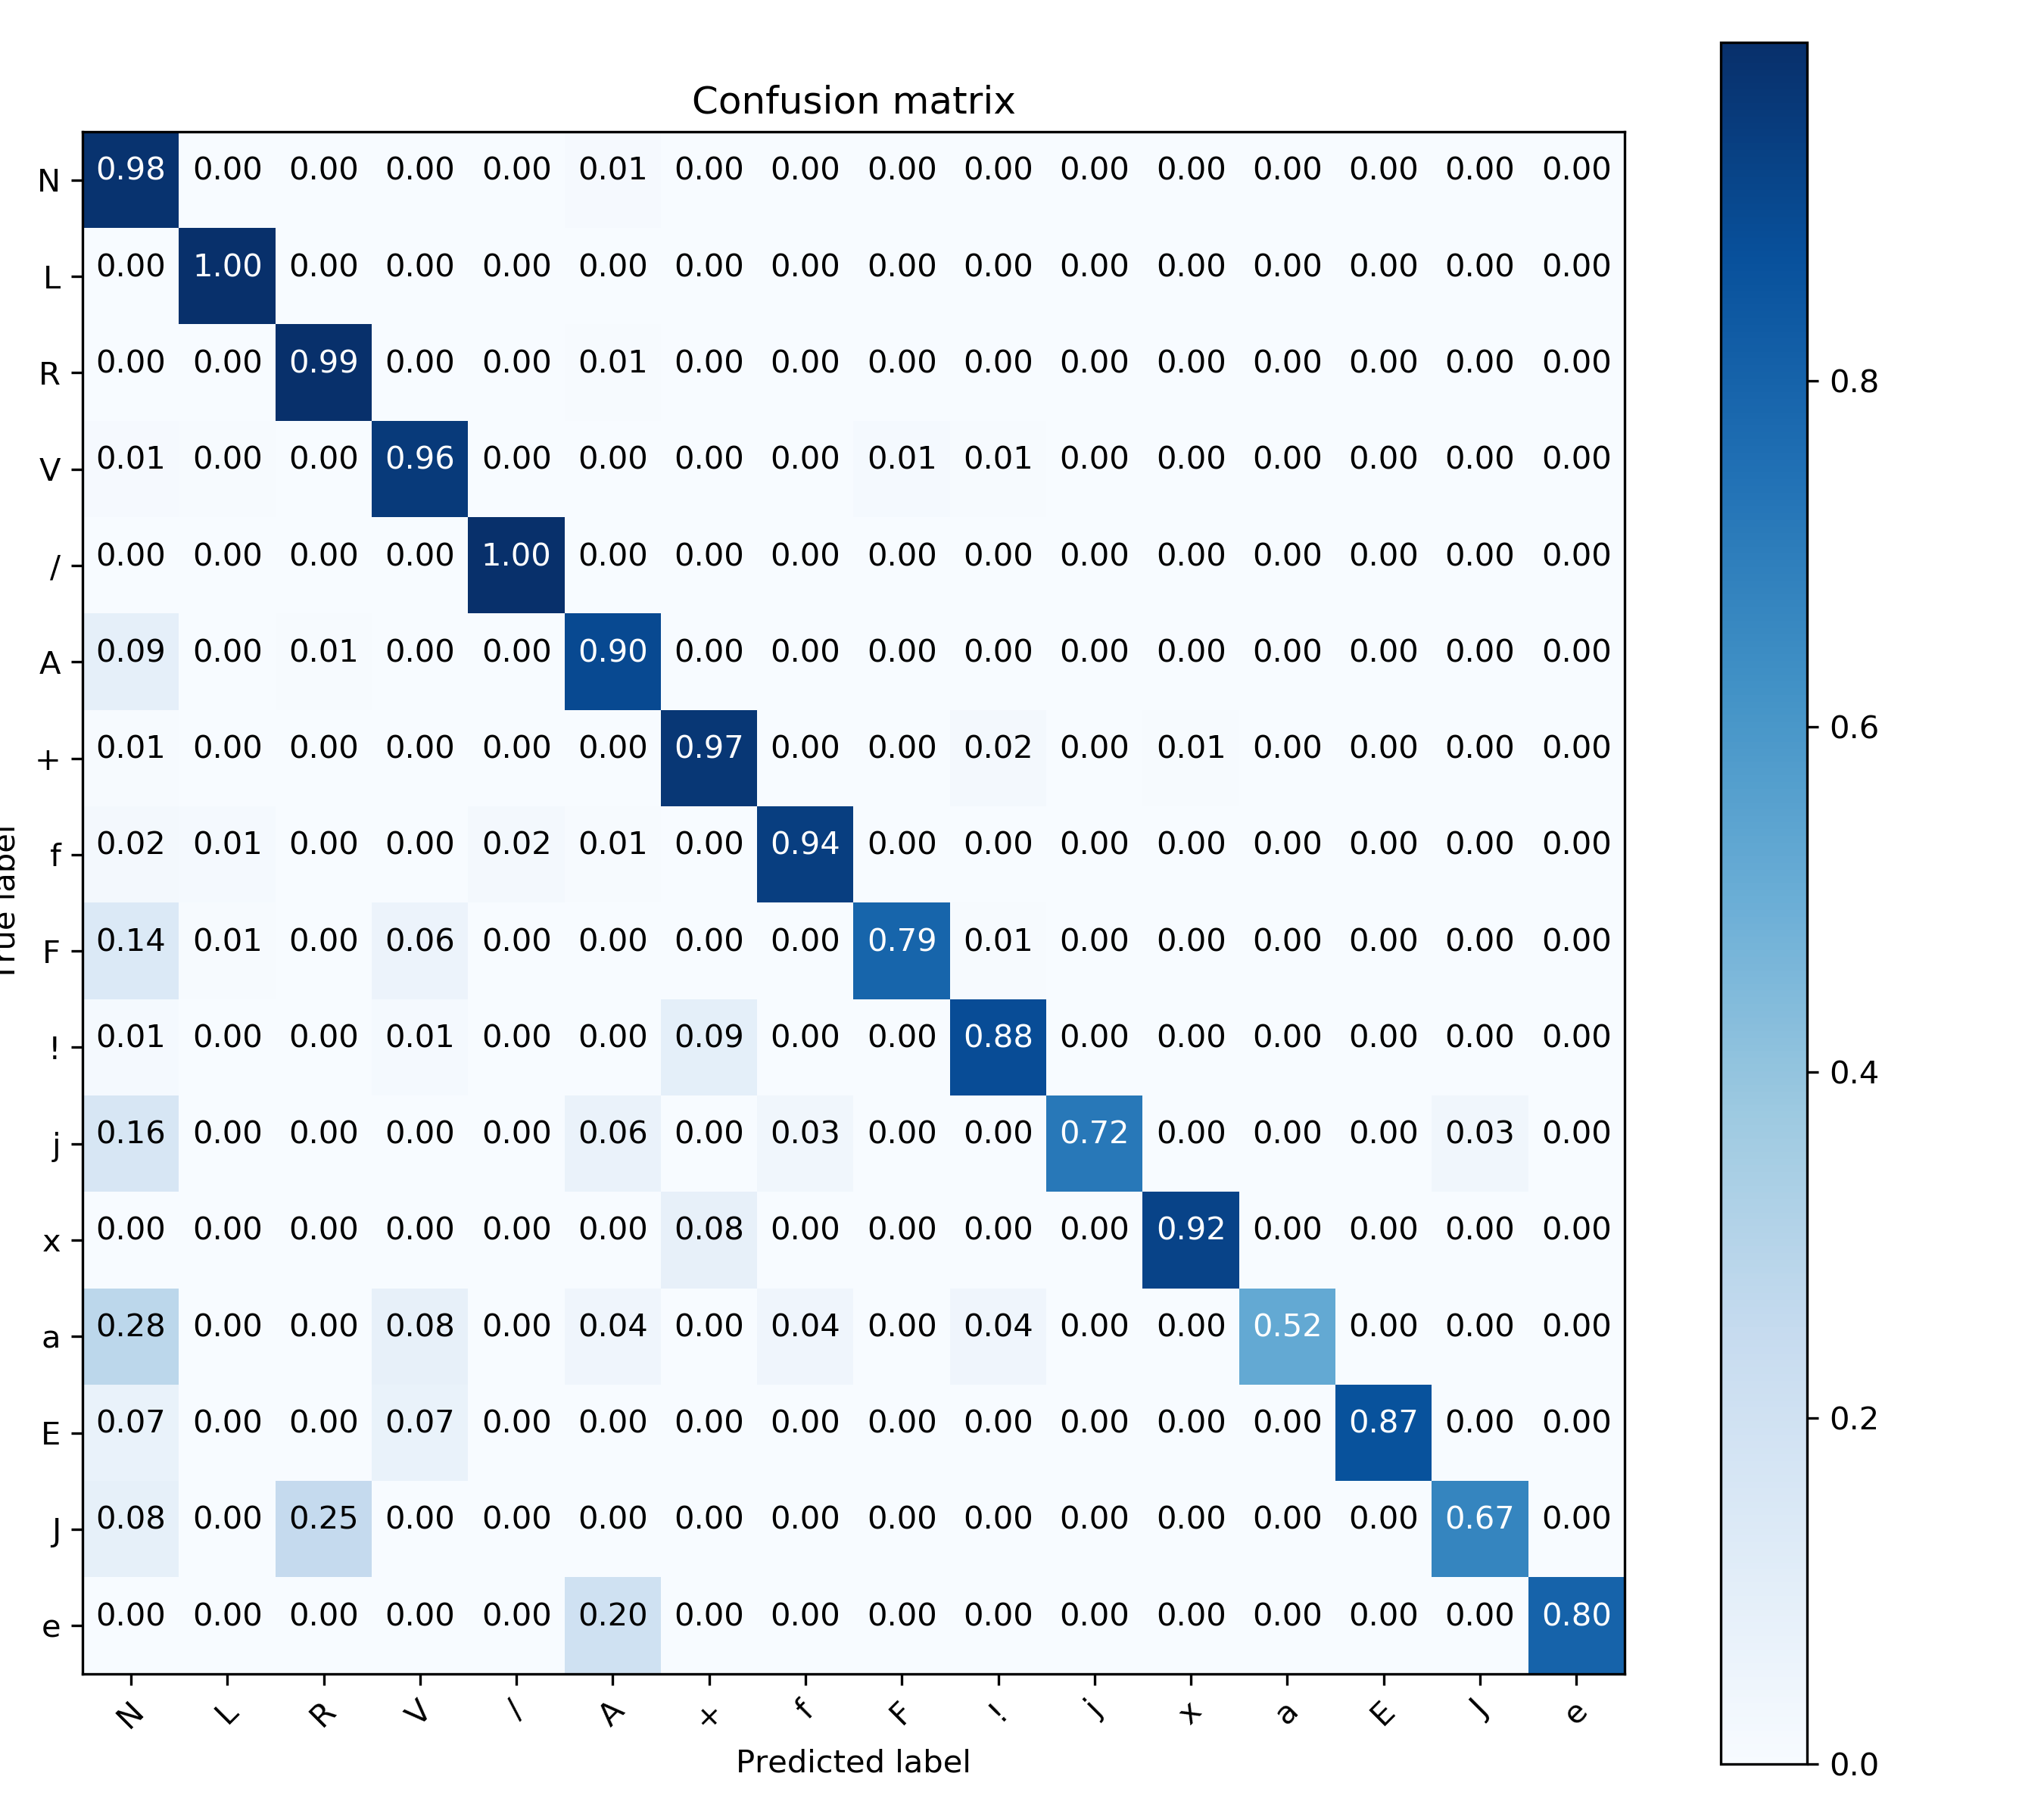 Confusion matrix
N 0.98 0.00 0.00 0.00 0.00 0.01 0.00 0.00 0.00 0.00 0.00 0.00 0.00 0.00 0.00 0.00
L 0.00 1.00 0.00 0.00 0.00 0.00 0.00 0.00 0.00 0.00 0.00 0.00 0.00 0.00 0.00 0.00
R 0.00 0.00 0.99 0.00 0.00 0.01 0.00 0.00 0.00 0.00 0.00 0.00 0.00 0.00 0.00 0.00
V 0.01 0.00 0.00 0.96 0.00 0.00 0.00 0.00 0.01 0.01 0.00 0.00 0.00 0.00 0.00 0.00
/ 0.00 0.00 0.00 0.00 1.00 0.00 0.00 0.00 0.00 0.00 0.00 0.00 0.00 0.00 0.00 0.00
A 0.09 0.00 0.01 0.00 0.00 0.90 0.00 0.00 0.00 0.00 0.00 0.00 0.00 0.00 0.00 0.00
+ 0.01 0.00 0.00 0.00 0.00 0.00 0.97 0.00 0.00 0.02 0.00 0.01 0.00 0.00 0.00 0.00
f 0.02 0.01 0.00 0.00 0.02 0.01 0.00 0.94 0.00 0.00 0.00 0.00 0.00 0.00 0.00 0.00
F 0.14 0.01 0.00 0.06 0.00 0.00 0.00 0.00 0.79 0.01 0.00 0.00 0.00 0.00 0.00 0.00
! 0.01 0.00 0.00 0.01 0.00 0.00 0.09 0.00 0.00 0.88 0.00 0.00 0.00 0.00 0.00 0.00
j 0.16 0.00 0.00 0.00 0.00 0.06 0.00 0.03 0.00 0.00 0.72 0.00 0.00 0.00 0.03 0.00
x 0.00 0.00 0.00 0.00 0.00 0.00 0.08 0.00 0.00 0.00 0.00 0.92 0.00 0.00 0.00 0.00
a 0.28 0.00 0.00 0.08 0.00 0.04 0.00 0.04 0.00 0.04 0.00 0.00 0.52 0.00 0.00 0.00
E 0.07 0.00 0.00 0.07 0.00 0.00 0.00 0.00 0.00 0.00 0.00 0.00 0.00 0.87 0.00 0.00
J 0.08 0.00 0.25 0.00 0.00 0.00 0.00 0.00 0.00 0.00 0.00 0.00 0.00 0.00 0.67 0.00
e 0.00 0.00 0.00 0.00 0.00 0.20 0.00 0.00 0.00 0.00 0.00 0.00 0.00 0.00 0.00 0.80
N L R V / A + f F ! j x a E J e
Predicted label
True label
0.8
0.6
0.4
0.2
0.0